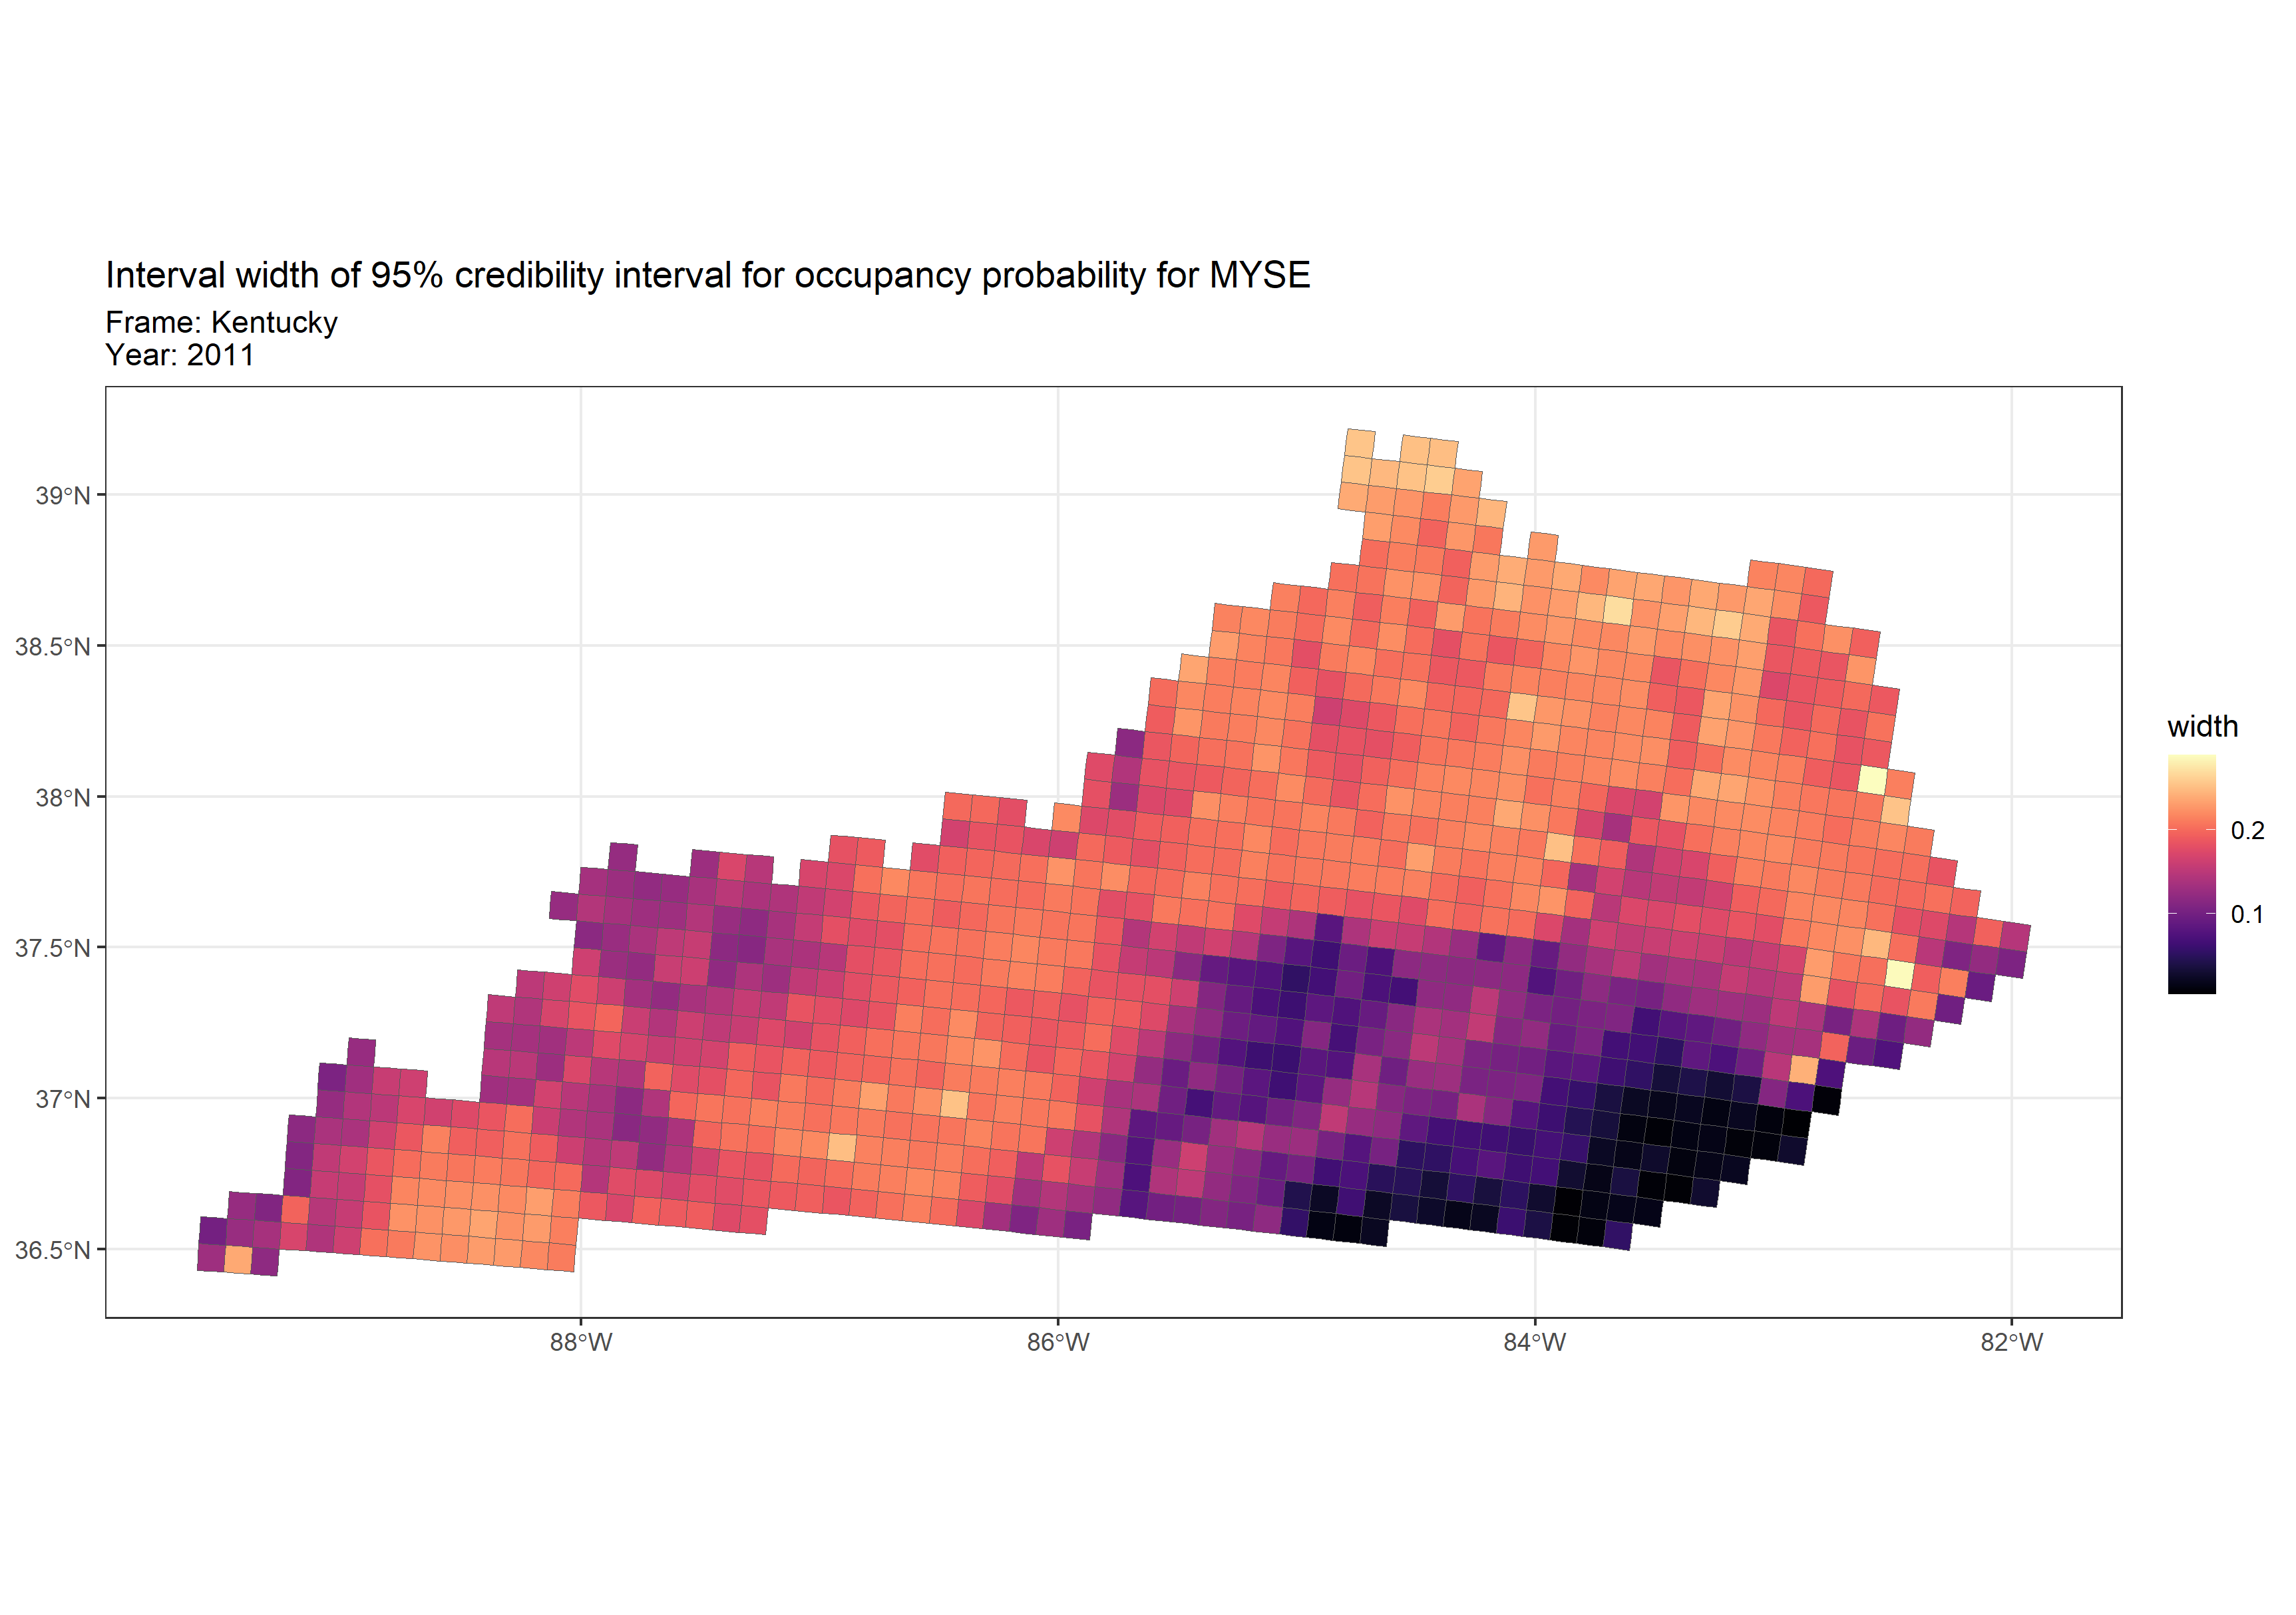 Interval width of 95% credibility interval for occupancy probability for MYSE
Frame: Kentucky
Year: 2011
39°N
38.5°N
38°N
37.5°N
37°N
36.5°N
88°W
86°W
84°W
82°W
width
0.2
0.1